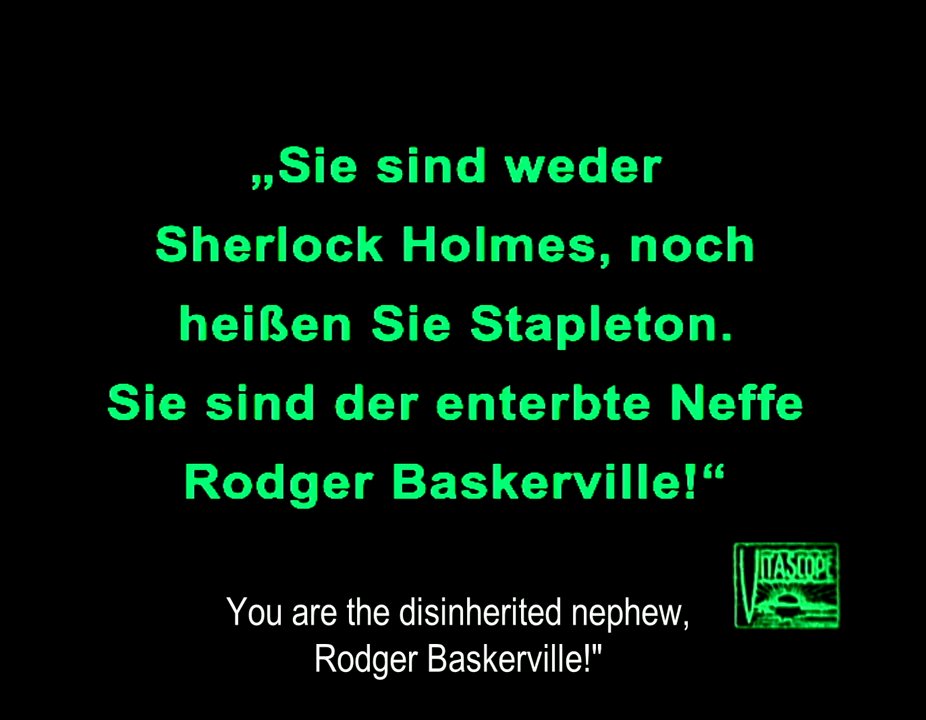 „Sie sind weder
Sherlock Holmes, noch
heißen Sie Stapleton.
Sie sind der enterbte Neffe
Rodger Baskerville!“
VITASCOPE
You are the disinherited nephew,
Rodger Baskerville!"